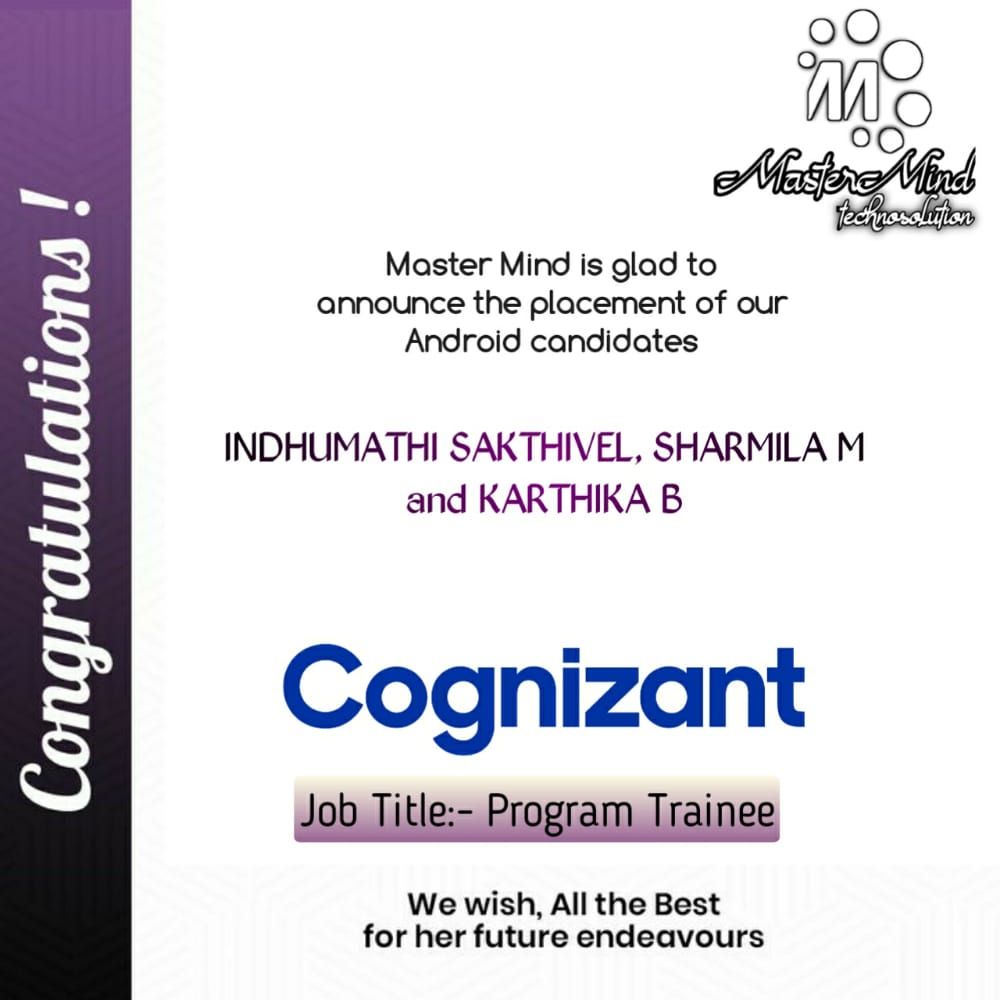 Congratulations !
M
MasterMind
technosolution
Master Mind is glad to
announce the placement of our
Android candidates
INDHUMATHI SAKTHIVEL, SHARMILA M
and KARTHIKA B
Cognizant
Job Title:- Program Trainee
We wish, All the Best
for her future endeavours